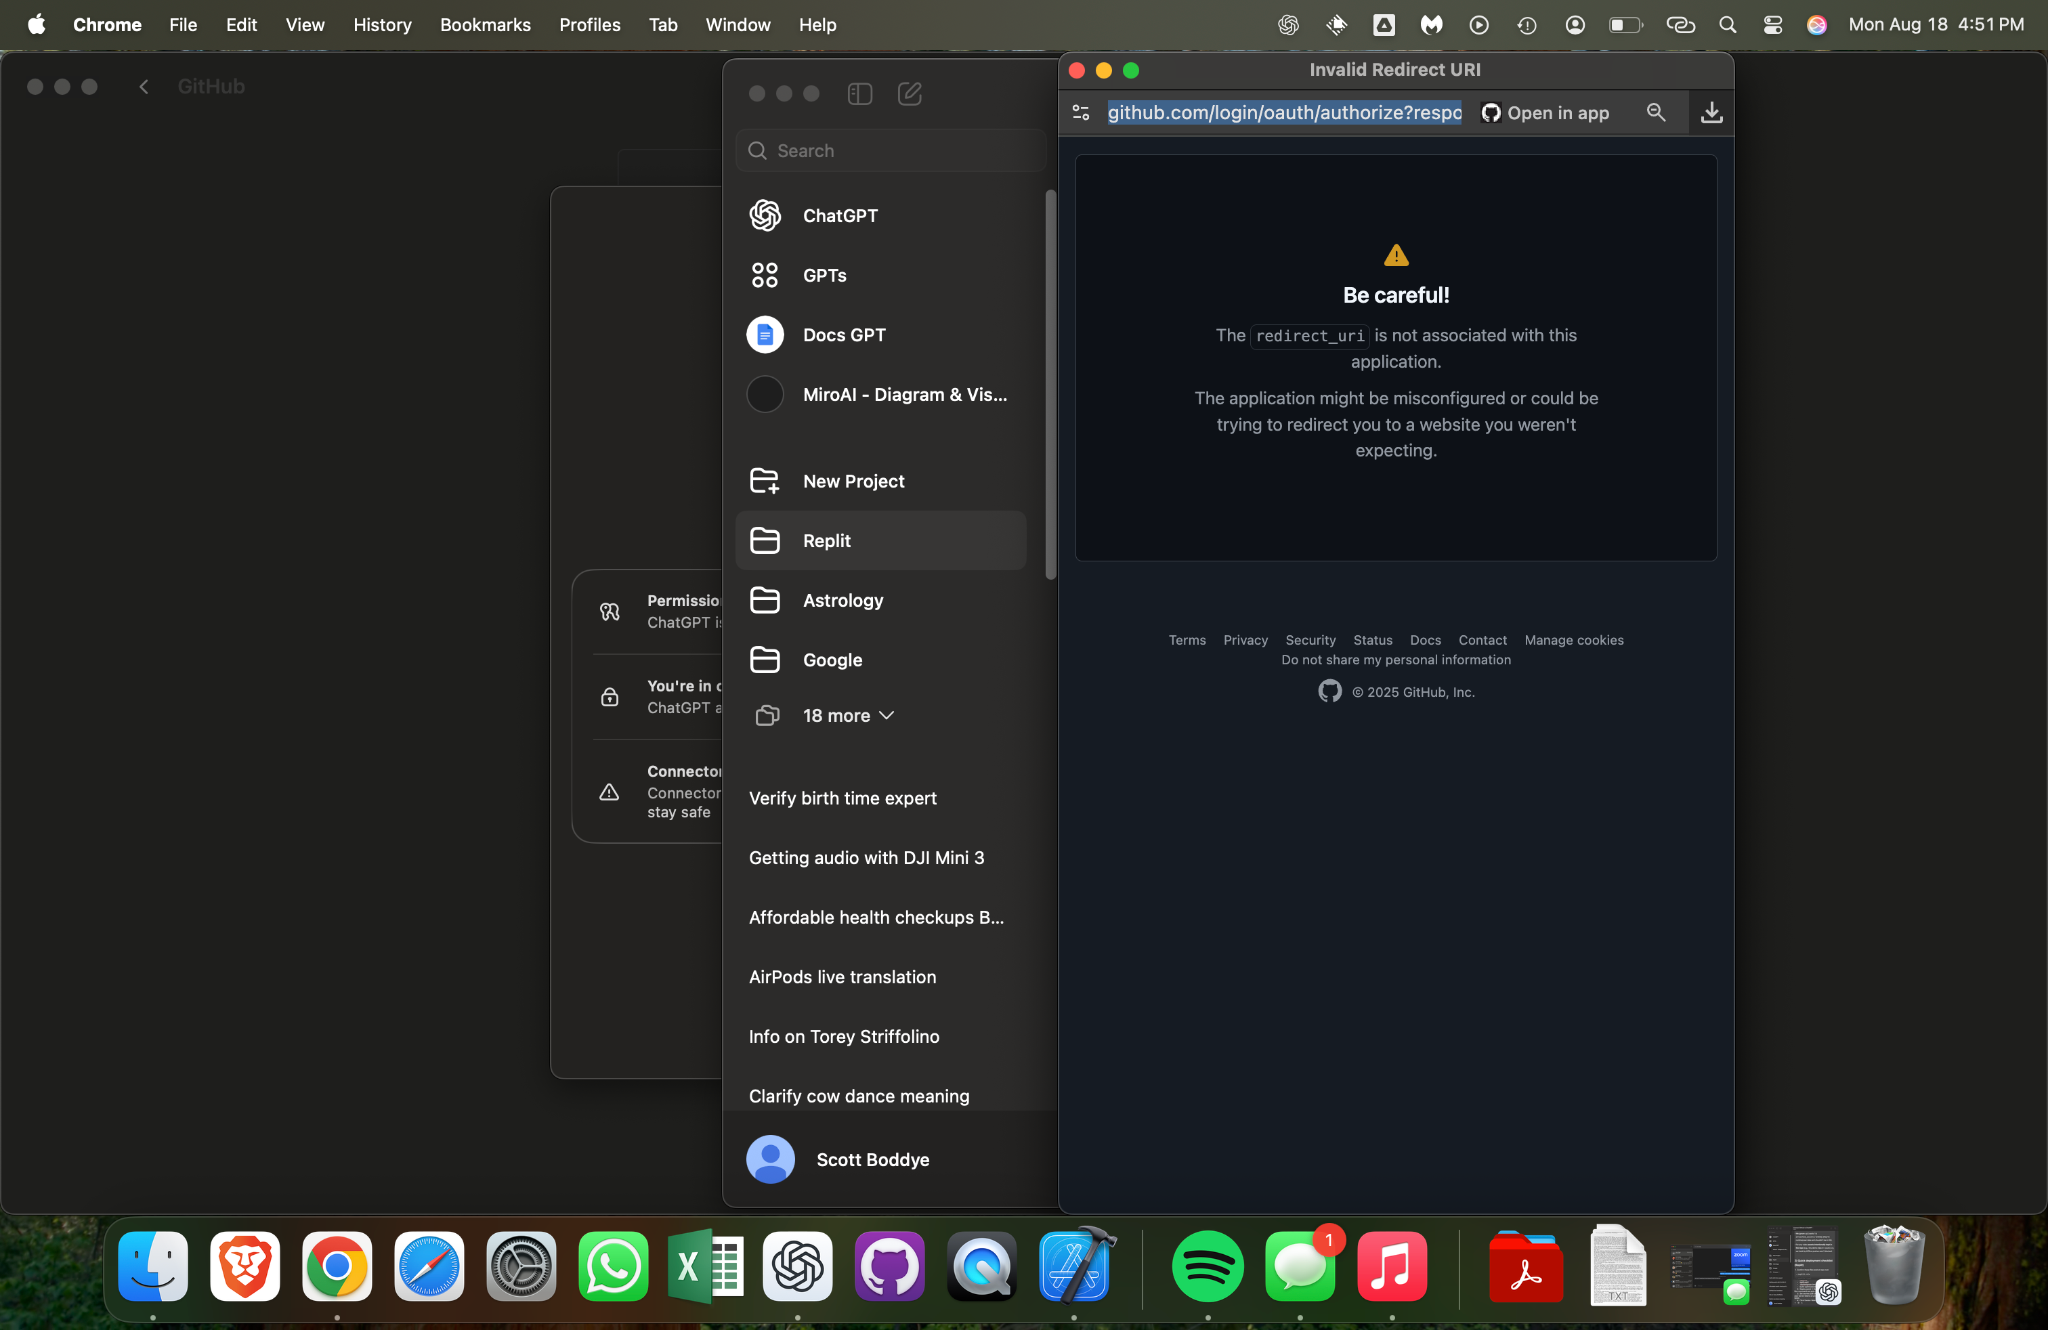 Chrome File Edit View History Bookmarks Profiles Tab Window Help
Mon Aug 18 4:51 PM
GitHub
Permissio
ChatGPT is
You're in c
ChatGPT a
Connector
Connector
stay safe
Search
ChatGPT
GPTs
Docs GPT
MiroAI - Diagram & Vis...
New Project
Replit
Astrology
Google
18 more
Verify birth time expert
Getting audio with DJI Mini 3
Affordable health checkups B...
AirPods live translation
Info on Torey Striffolino
Clarify cow dance meaning
Scott Boddye
Invalid Redirect URI
github.com/login/oauth/authorize?respo
Open in app
Be careful!
The redirect_uri is not associated with this
application.
The application might be misconfigured or could be
trying to redirect you to a website you weren't
expecting.
Terms Privacy Security Status Docs Contact Manage cookies
Do not share my personal information
© 2025 GitHub, Inc.
X
1
TXT
zoom